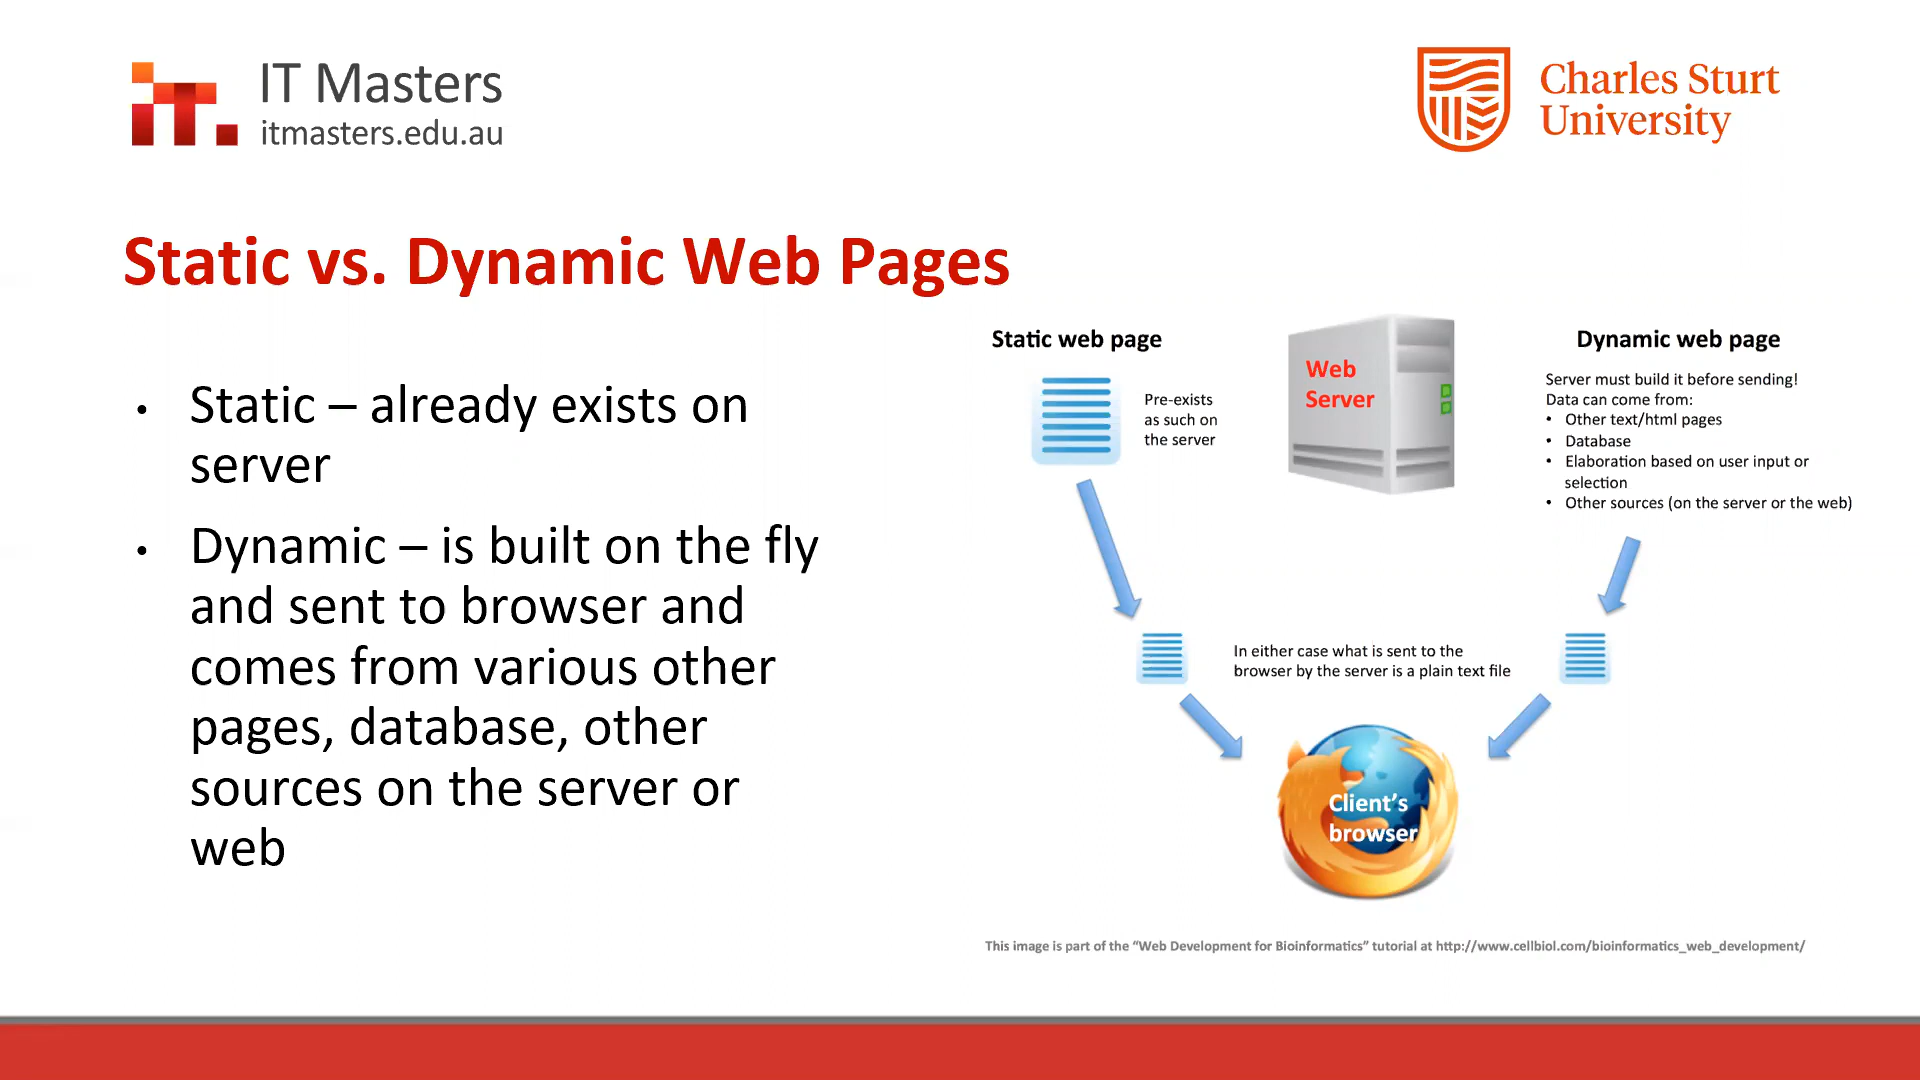 IT Masters
itmasters.edu.au
Charles Sturt
University
Static vs. Dynamic Web Pages
• Static – already exists on
server
• Dynamic – is built on the fly
and sent to browser and
comes from various other
pages, database, other
sources on the server or
web
Static web page
Pre-exists
as such on
the server
Web
Server
Dynamic web page
Server must build it before sending!
Data can come from:
• Other text/html pages
• Database
• Elaboration based on user input or
selection
• Other sources (on the server or the web)
In either case what is sent to the
browser by the server is a plain text file
Client’s
browser
This image is part of the “Web Development for Bioinformatics” tutorial at http://www.cellbiol.com/bioinformatics_web_development/